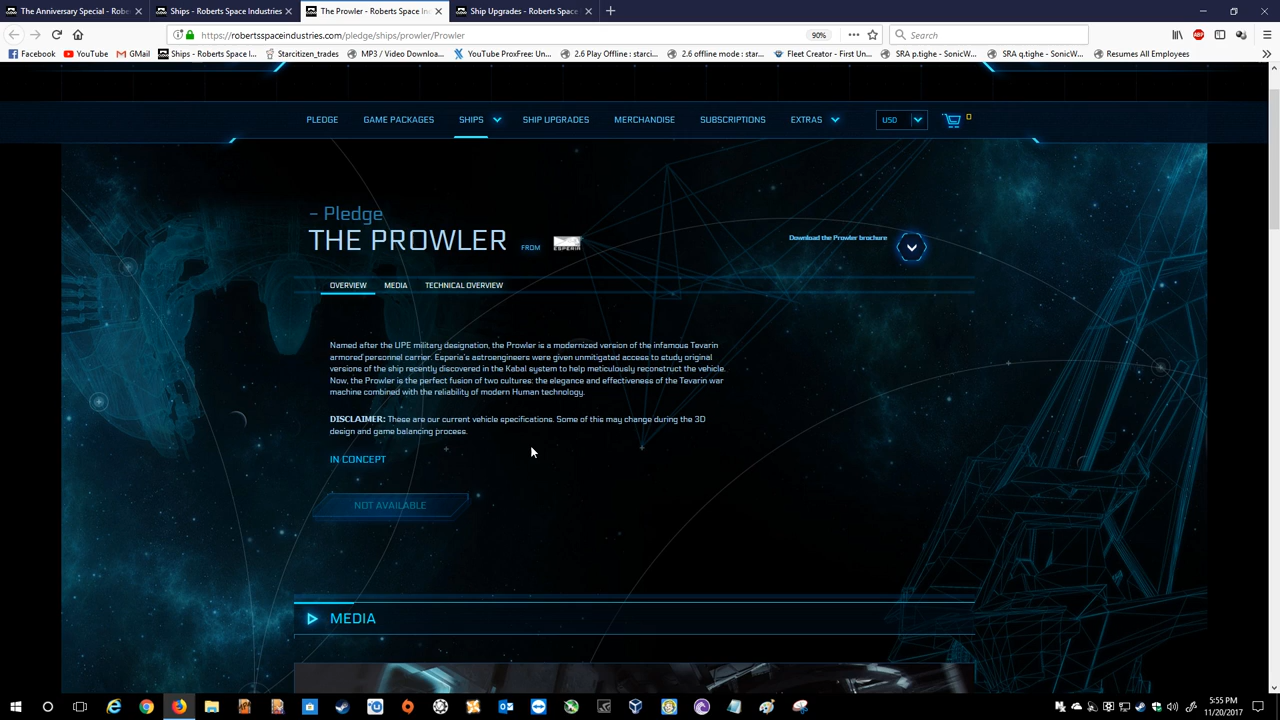 The Anniversary Special - Rober
Ships - Roberts Space Industries
The Prowler - Roberts Space Ind
Ship Upgrades - Roberts Space
https://robertsspaceindustries.com/pledge/ships/prowler/Prowler
90%
Search
Facebook
YouTube
GMail
Ships - Roberts Space I...
Starcitizen_trades
MP3 / Video Downloa...
YouTube ProxFree: Un...
2.6 Play Offline : starci...
2.6 offline mode : star...
Fleet Creator - First Un...
SRA p.tighe - SonicW...
SRA q.tighe - SonicW...
Resumes All Employees
PLEDGE
GAME PACKAGES
SHIPS
SHIP UPGRADES
MERCHANDISE
SUBSCRIPTIONS
EXTRAS
USD
0
- Pledge
THE PROWLER
FROM
ESPERIA
Download the Prowler brochure
OVERVIEW
MEDIA
TECHNICAL OVERVIEW
Named after the UPE military designation, the Prowler is a modernized version of the infamous Tevarin
armored personnel carrier. Esperia's astroengineers were given unmitigated access to study original
versions of the ship recently discovered in the Kabal system to help meticulously reconstruct the vehicle.
Now, the Prowler is the perfect fusion of two cultures: the elegance and effectiveness of the Tevarin war
machine combined with the reliability of modern Human technology.
DISCLAIMER: These are our current vehicle specifications. Some of this may change during the 3D
design and game balancing process.
IN CONCEPT
NOT AVAILABLE
MEDIA
5:55 PM
11/20/2017